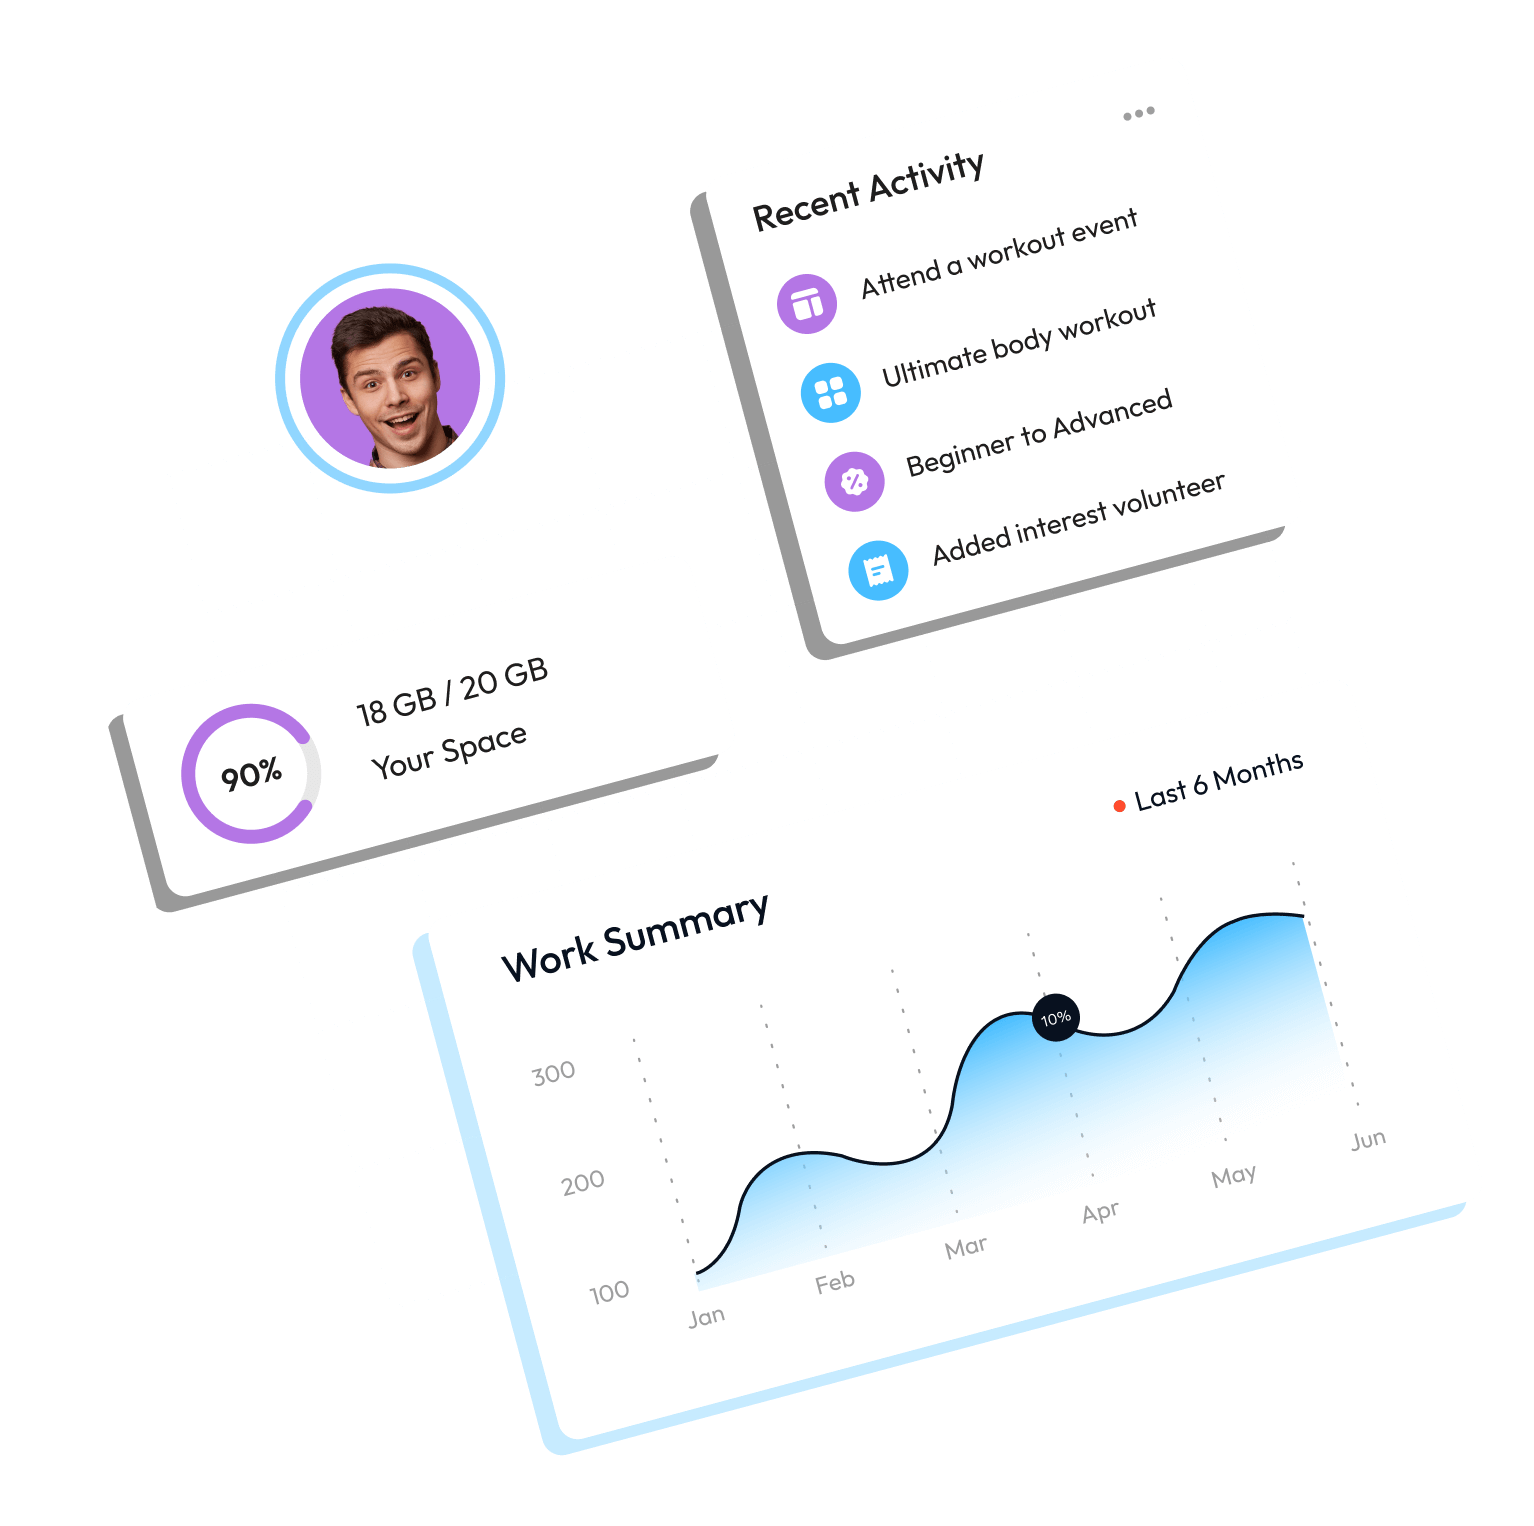 Recent Activity
Attend a workout event
Ultimate body workout
Beginner to Advanced
Added interest volunteer
18 GB / 20 GB
90%
Your Space
Last 6 Months
Work Summary
300
200
100
10%
Jan
Feb
Mar
Apr
May
Jun